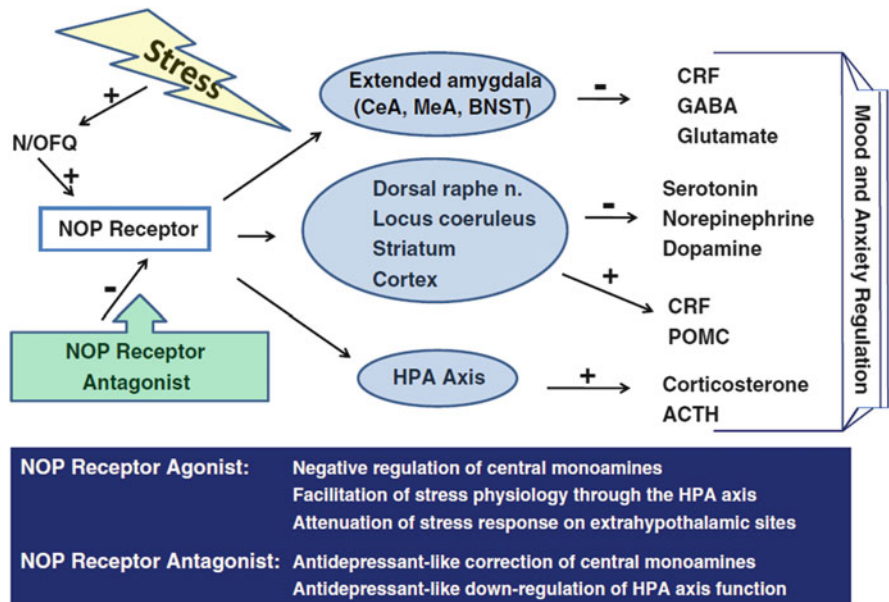 Stress
+
N/OFQ
+
NOP Receptor
-
NOP Receptor
Antagonist
Extended amygdala
(CeA, MeA, BNST)
-
CRF
GABA
Glutamate
Dorsal raphe n.
Locus coeruleus
Striatum
Cortex
-
Serotonin
Norepinephrine
Dopamine
+
CRF
POMC
HPA Axis
+
Corticosterone
ACTH
Mood and Anxiety Regulation
NOP Receptor Agonist: Negative regulation of central monoamines
Facilitation of stress physiology through the HPA axis
Attenuation of stress response on extrahypothalamic sites
NOP Receptor Antagonist: Antidepressant-like correction of central monoamines
Antidepressant-like down-regulation of HPA axis function